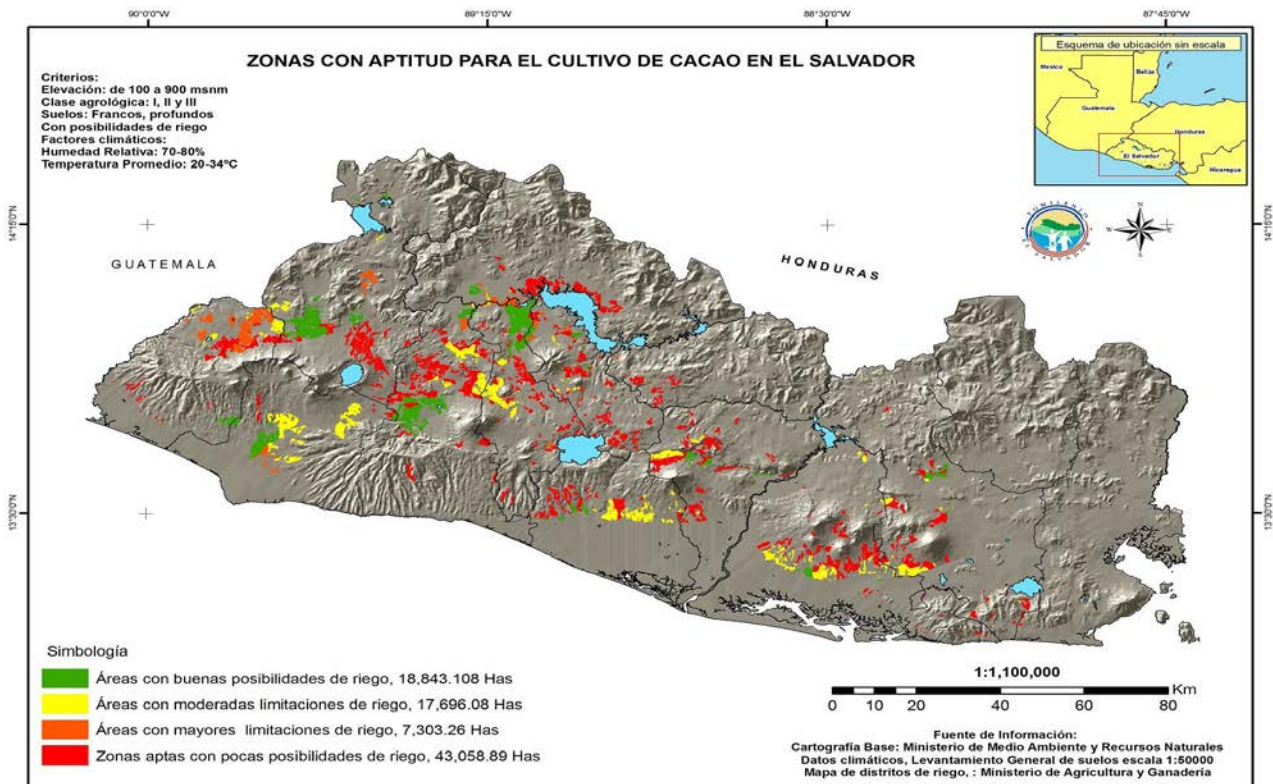 90°0'0"W
89°15'0"W
88°30'0"W
87°45'0"W
ZONAS CON APTITUD PARA EL CULTIVO DE CACAO EN EL SALVADOR
Criterios:
Elevación: de 100 a 900 msnm
Clase agrológica: I, II y III
Suelos: Francos, profundos
Con posibilidades de riego
Factores climáticos:
Humedad Relativa: 70-80%
Temperatura Promedio: 20-34ºC
Esquema de ubicación sin escala
Mexico
Belize
Guatemala
Honduras
El Salvador
Nicaragua
N
W
E
S
14°15'0"N
14°15'0"N
GUATEMALA
HONDURAS
13°30'0"N
13°30'0"N
Simbología
Áreas con buenas posibilidades de riego, 18,843.108 Has
Áreas con moderadas limitaciones de riego, 17,696.08 Has
Áreas con mayores limitaciones de riego, 7,303.26 Has
Zonas aptas con pocas posibilidades de riego, 43,058.89 Has
1:1,100,000
0 10 20 40 60 80 Km
Fuente de Información:
Cartografía Base: Ministerio de Medio Ambiente y Recursos Naturales
Datos climáticos, Levantamiento General de suelos escala 1:50000
Mapa de distritos de riego, : Ministerio de Agricultura y Ganadería